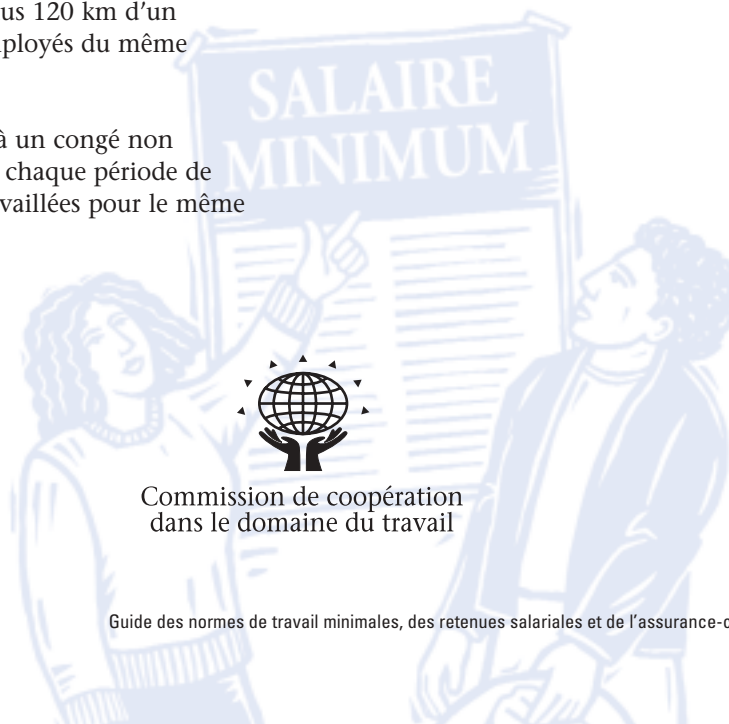 us 120 km d'un
ployés du même
SALAIRE
MINIMUM
à un congé non
chaque période de
vaillées pour le même
Commission de coopération
dans le domaine du travail
Guide des normes de travail minimales, des retenues salariales et de l'assurance-